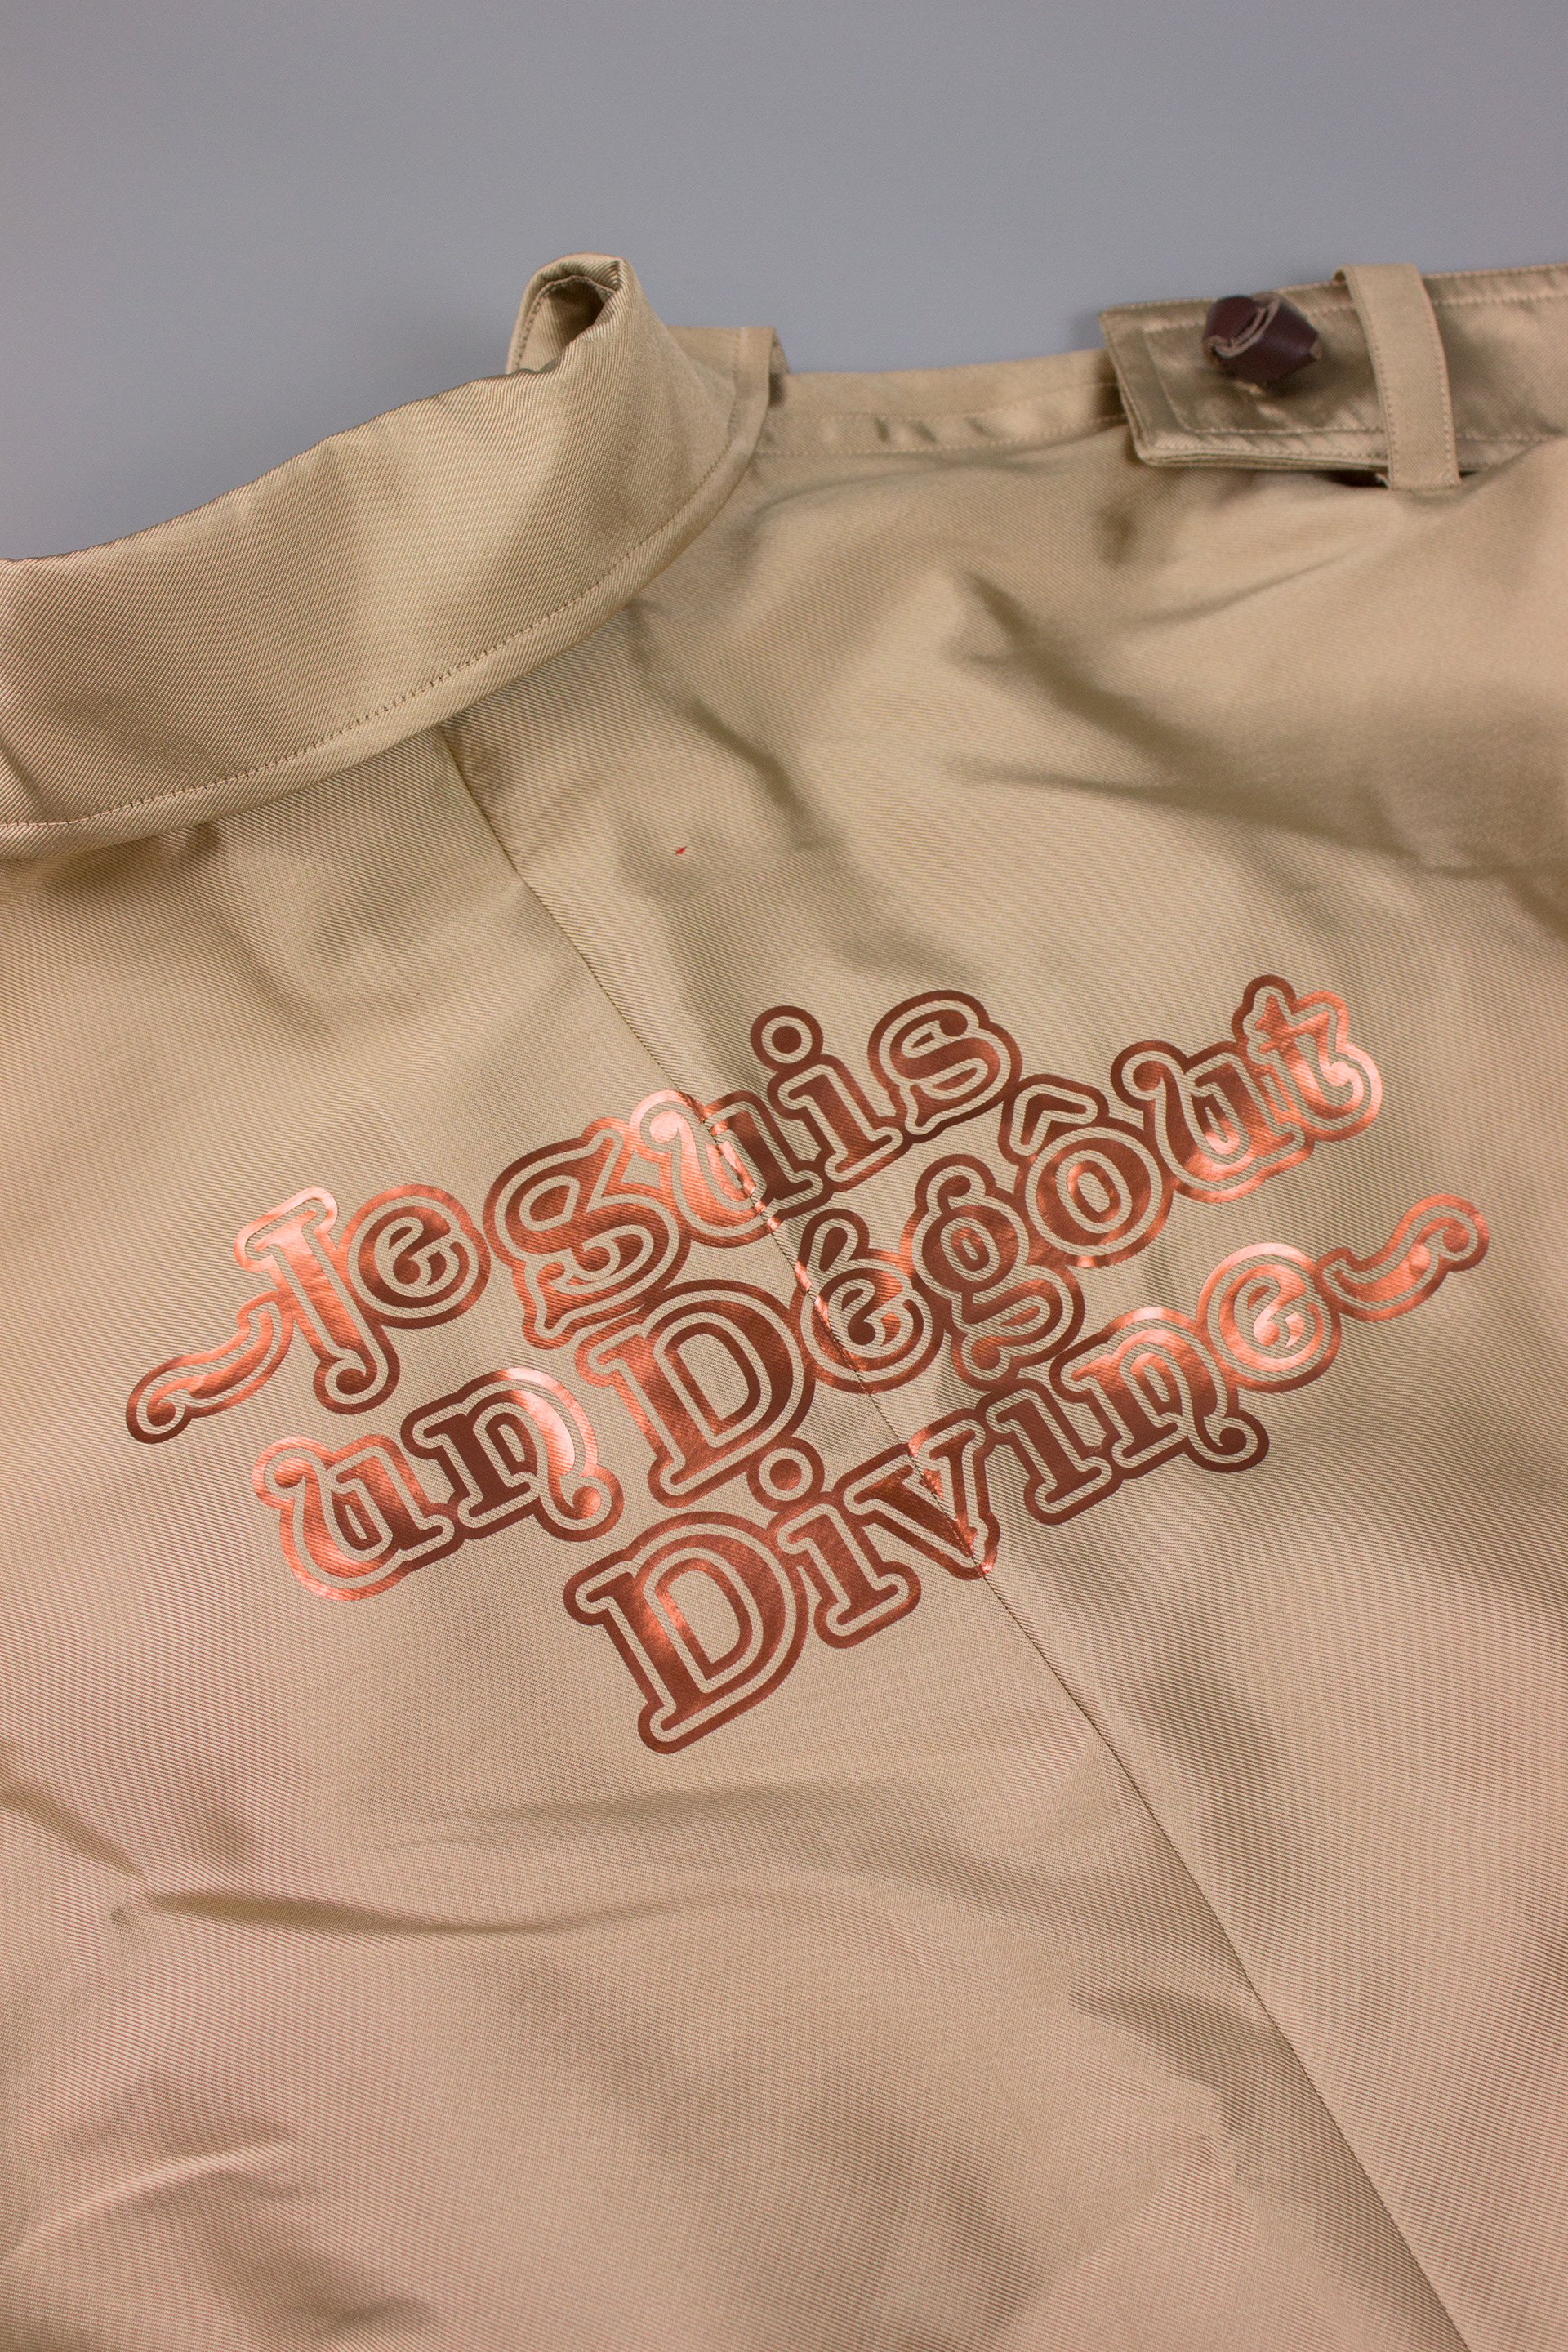 Je suis
un Dégoût
Divine